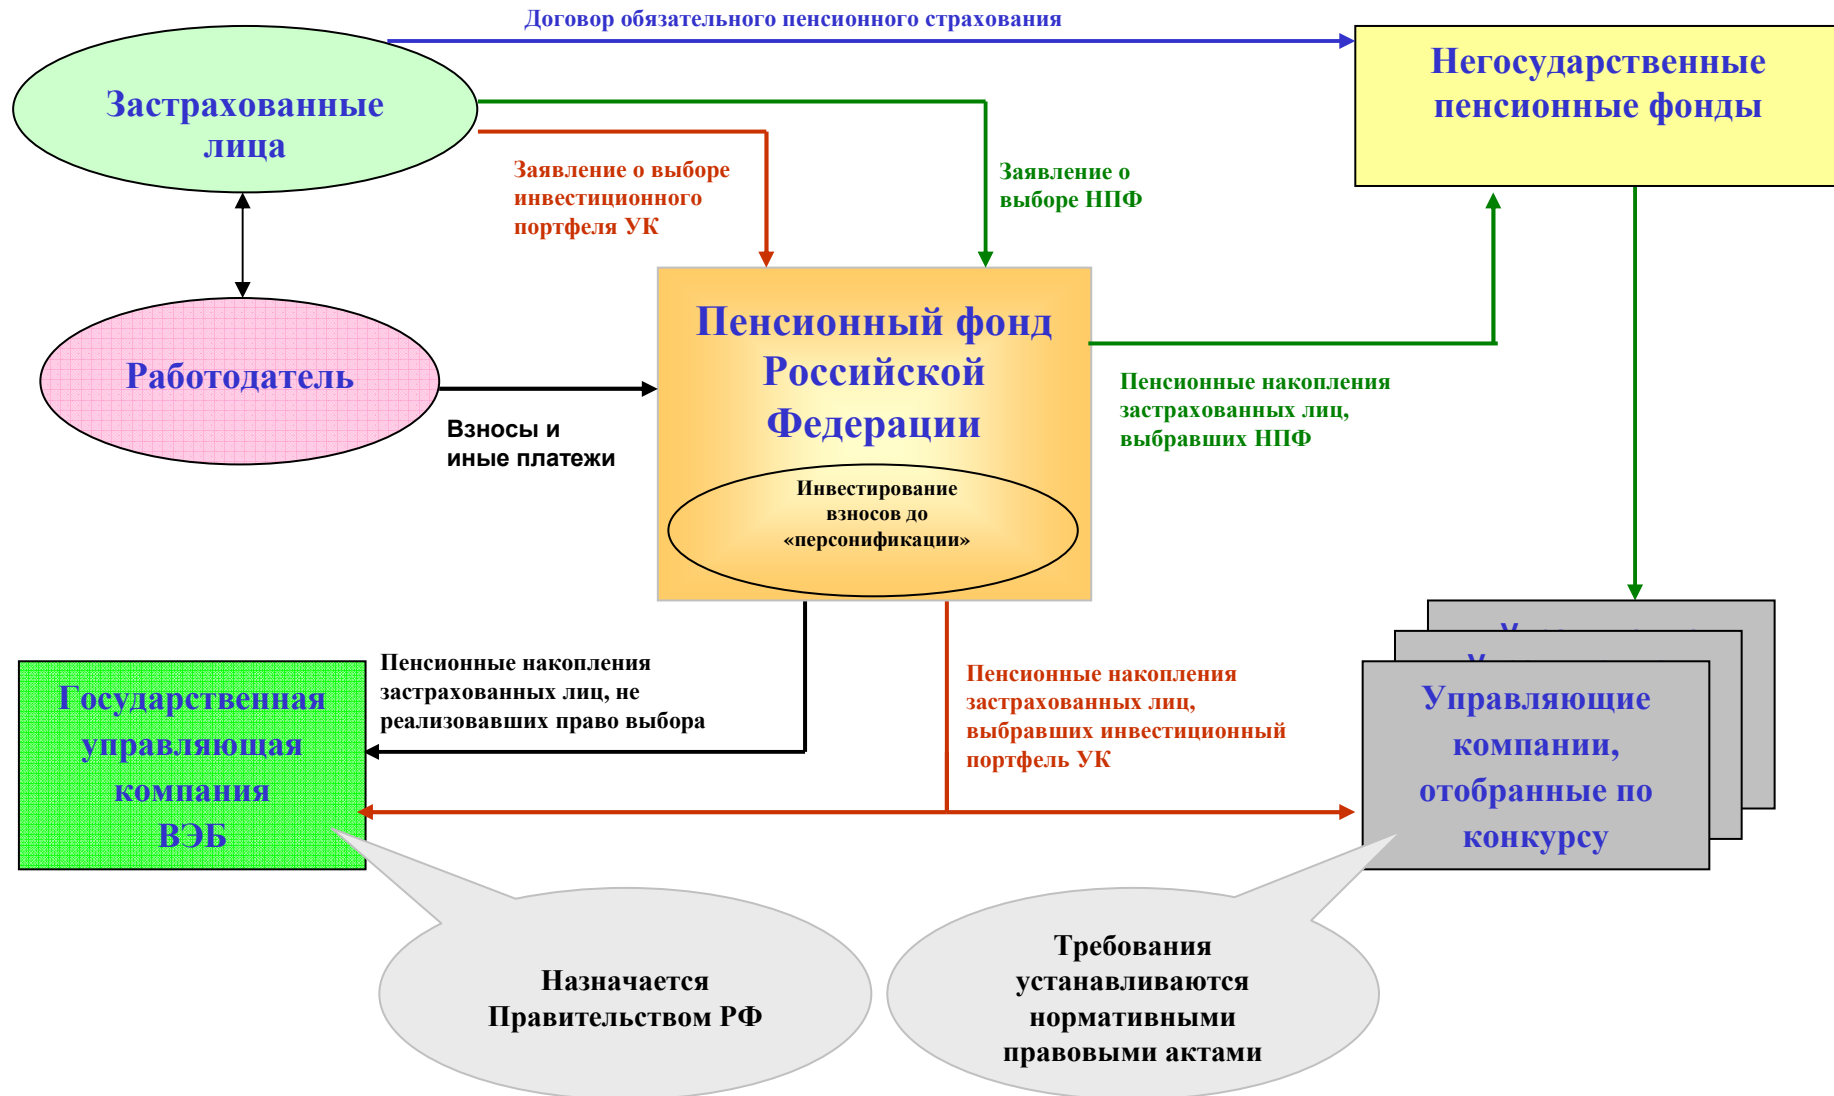 Договор обязательного пенсионного страхования
Застрахованные
лица
Негосударственные
пенсионные фонды
Заявление о выборе
инвестиционного
портфеля УК
Заявление о
выборе НПФ
Работодатель
Взносы и
иные платежи
Пенсионный фонд
Российской
Федерации
Инвестирование
взносов до
«персонификации»
Пенсионные накопления
застрахованных лиц,
выбравших НПФ
Государственная
управляющая
компания
ВЭБ
Пенсионные накопления
застрахованных лиц, не
реализовавших право выбора
Пенсионные накопления
застрахованных лиц,
выбравших инвестиционный
портфель УК
Управляющие
компании,
отобранные по
конкурсу
Назначается
Правительством РФ
Требования
устанавливаются
нормативными
правовыми актами